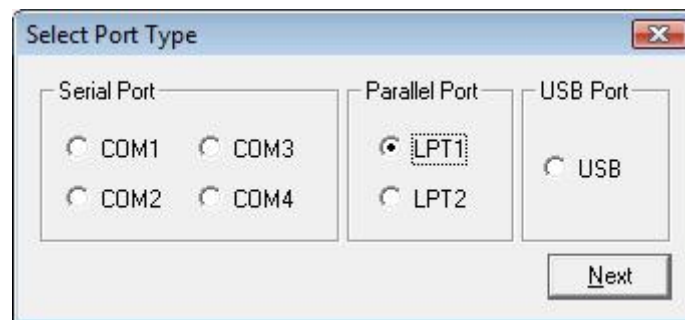 Select Port Type
Serial Port Parallel Port USB Port
COM1 COM3 LPT1 USB
COM2 COM4 LPT2
Next